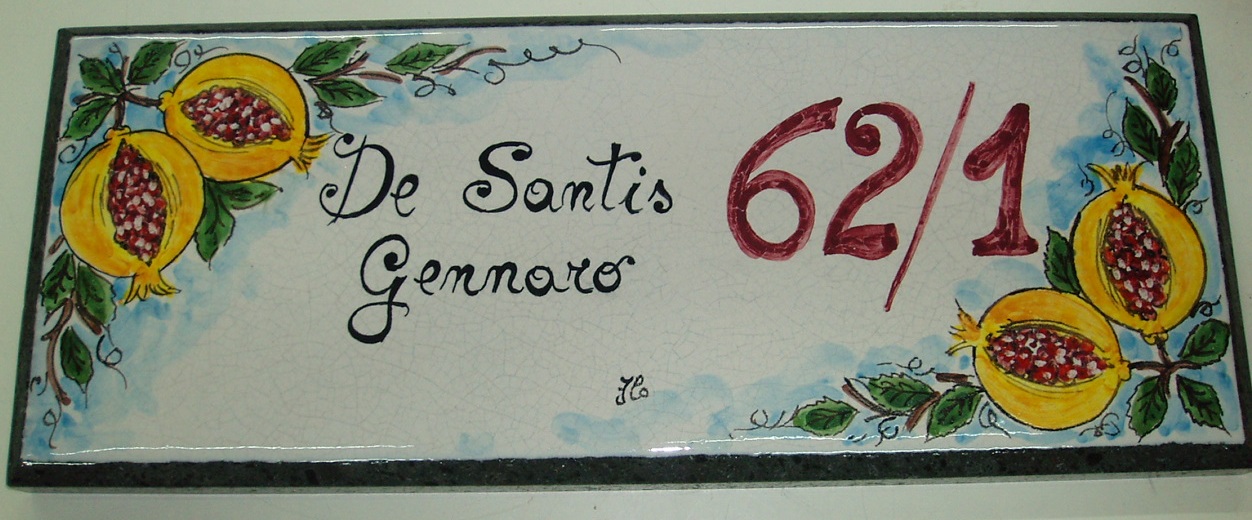 De Santis 62/1
Gennaro